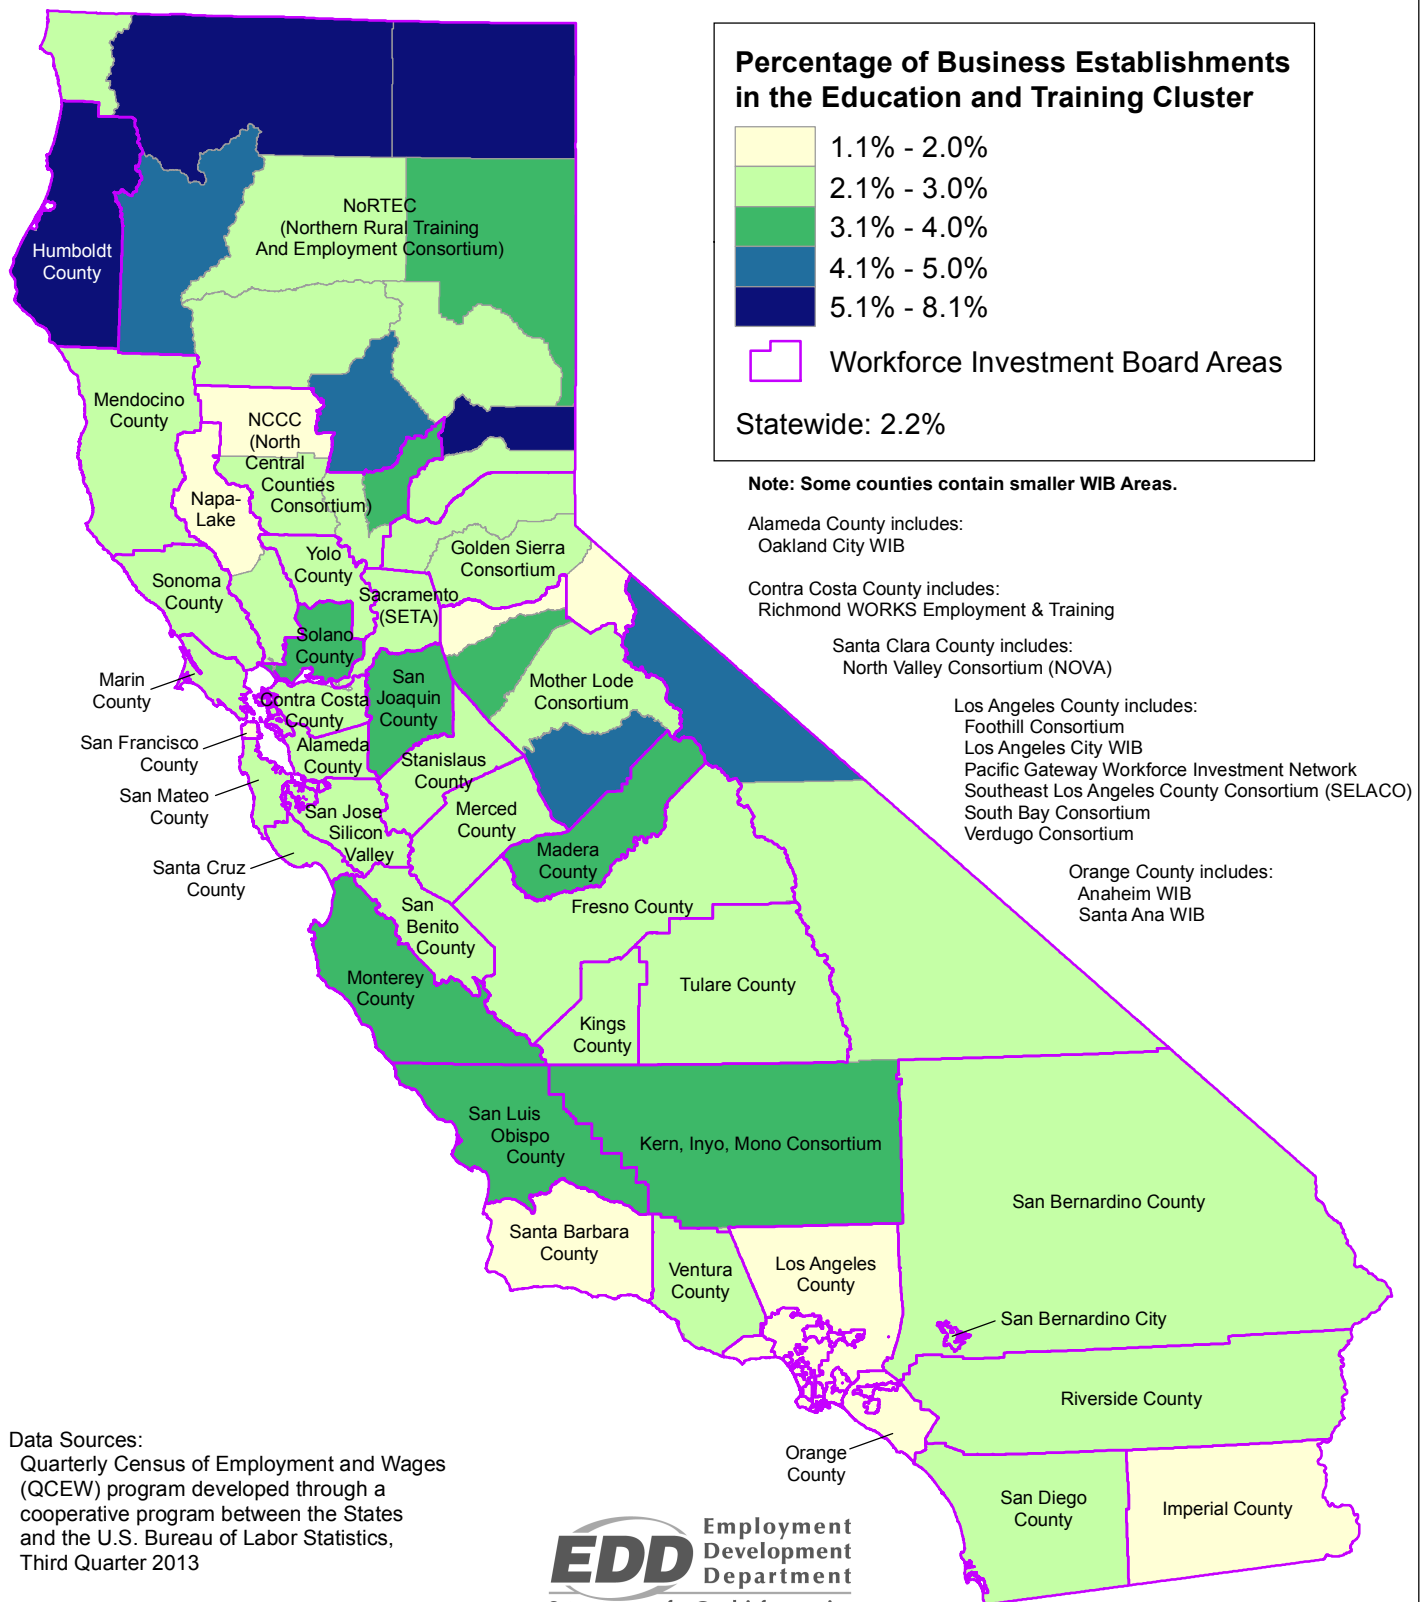 Percentage of Business Establishments
in the Education and Training Cluster
1.1% - 2.0%
2.1% - 3.0%
3.1% - 4.0%
4.1% - 5.0%
5.1% - 8.1%
Workforce Investment Board Areas
Statewide: 2.2%
Note: Some counties contain smaller WIB Areas.
Alameda County includes:
Oakland City WIB
Contra Costa County includes:
Richmond WORKS Employment & Training
Santa Clara County includes:
North Valley Consortium (NOVA)
Los Angeles County includes:
Foothill Consortium
Los Angeles City WIB
Pacific Gateway Workforce Investment Network
Southeast Los Angeles County Consortium (SELACO)
South Bay Consortium
Verdugo Consortium
Orange County includes:
Anaheim WIB
Santa Ana WIB
NoRTEC
(Northern Rural Training
And Employment Consortium)
Humboldt
County
Mendocino
County
NCCC
(North
Central
Counties
Consortium)
Napa-
Lake
Yolo
County
Golden Sierra
Consortium
Sonoma
County
Sacramento
(SETA)
Solano
County
Marin
County
Contra Costa
County
San
Joaquin
County
Mother Lode
Consortium
San Francisco
County
Alameda
County
Stanislaus
County
San Mateo
County
San Jose
Silicon
Valley
Merced
County
Santa Cruz
County
Madera
County
San
Benito
County
Fresno County
Monterey
County
Kings
County
Tulare County
San Luis
Obispo
County
Kern, Inyo, Mono Consortium
Santa Barbara
County
Ventura
County
Los Angeles
County
San Bernardino County
San Bernardino City
Riverside County
Orange
County
San Diego
County
Imperial County
Data Sources:
Quarterly Census of Employment and Wages
(QCEW) program developed through a
cooperative program between the States
and the U.S. Bureau of Labor Statistics,
Third Quarter 2013
EDD
Employment
Development
Department